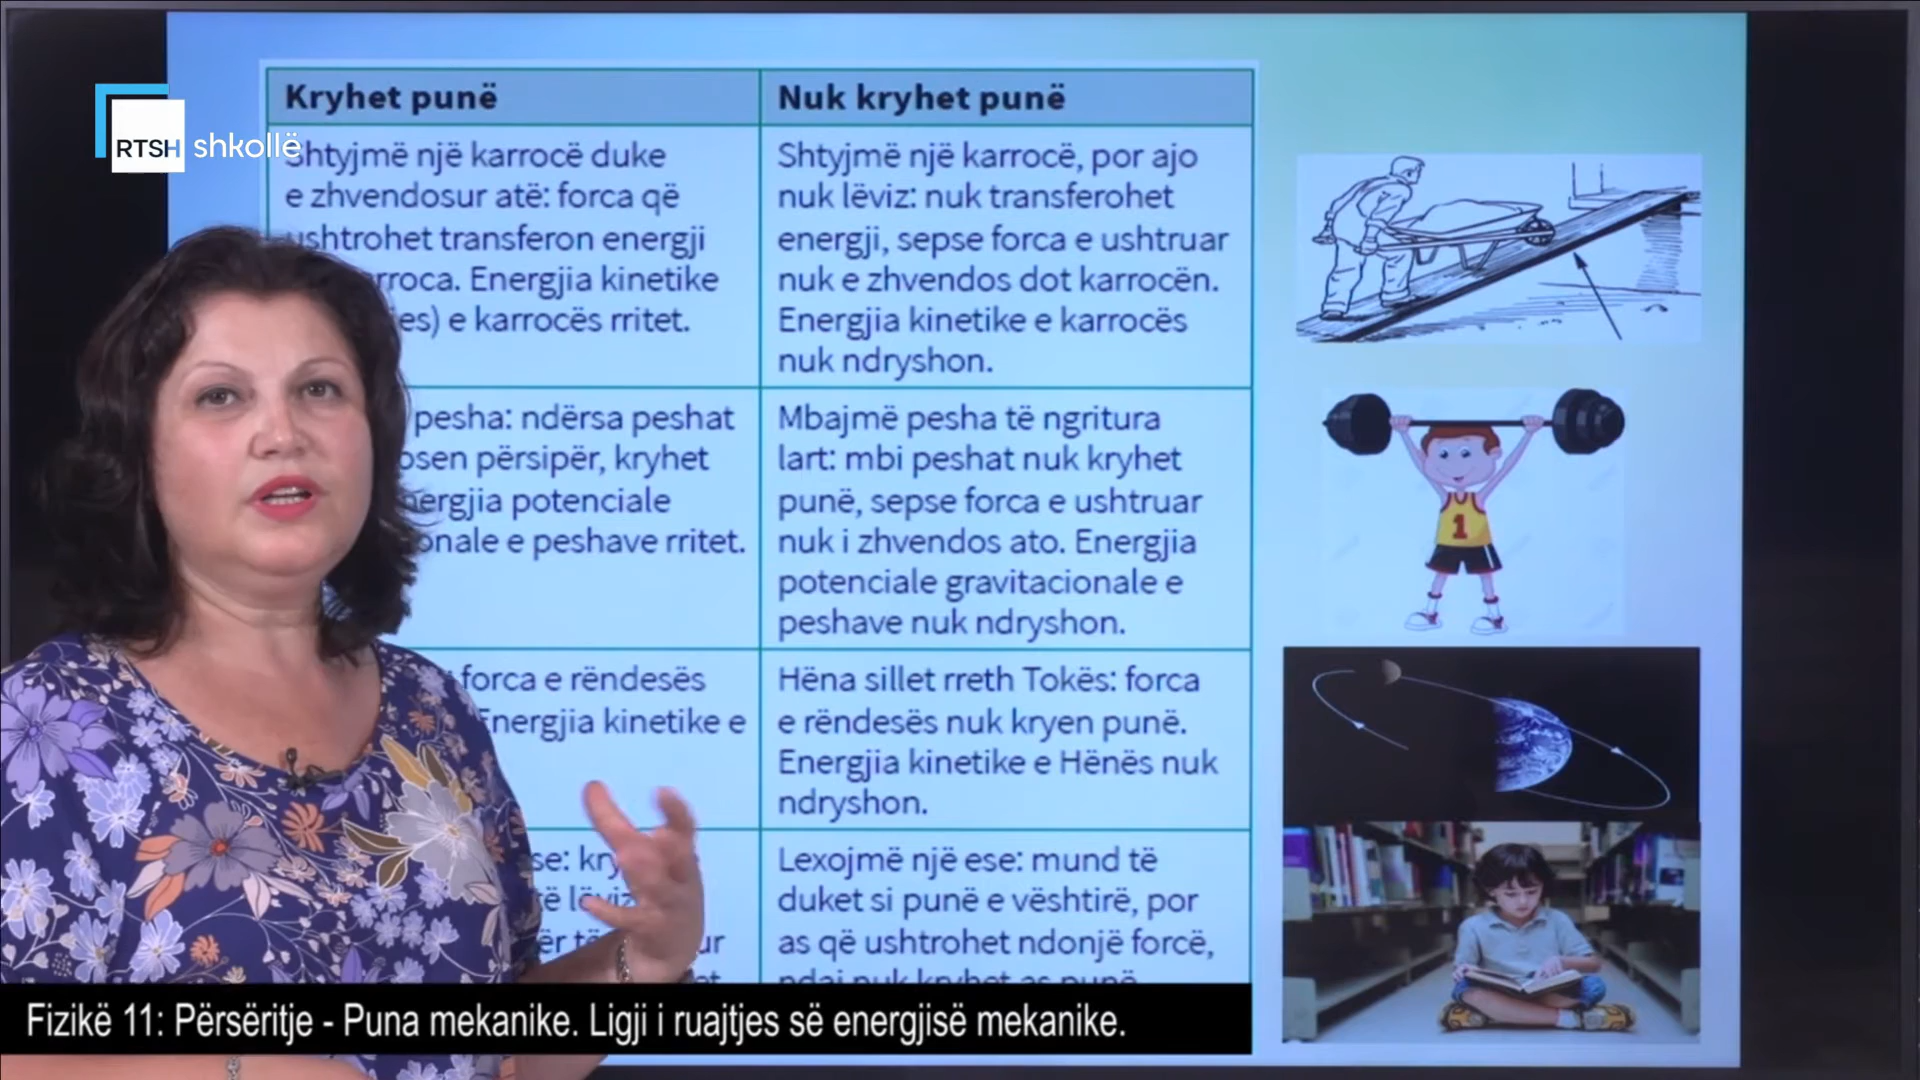 RTSH shkollë
Kryhet punë
Shtyjmë një karrocë duke
e zhvendosur atë: forca që
ushtrohet transferon energji
Energjia kinetike
e karrocës rritet.
pesha: ndërsa peshat
përsipër, kryhet
potenciale
e peshave rritet.
forca e rëndesës
Energjia kinetike e
Nuk kryhet punë
Shtyjmë një karrocë, por ajo
nuk lëviz: nuk transferohet
energji, sepse forca e ushtruar
nuk e zhvendos dot karrocën.
Energjia kinetike e karrocës
nuk ndryshon.
Mbajmë pesha të ngritura
lart: mbi peshat nuk kryhet
punë, sepse forca e ushtruar
nuk i zhvendos ato. Energjia
potenciale gravitacionale e
peshave nuk ndryshon.
Hëna sillet rreth Tokës: forca
e rëndesës nuk kryen punë.
Energjia kinetike e Hënës nuk
ndryshon.
Lexojmë një ese: mund të
duket si punë e vështirë, por
as që ushtrohet ndonjë forcë,
ndaj nuk kryhet as punë
1
Fizikë 11: Përsëritje - Puna mekanike. Ligji i ruajtjes së energjisë mekanike.